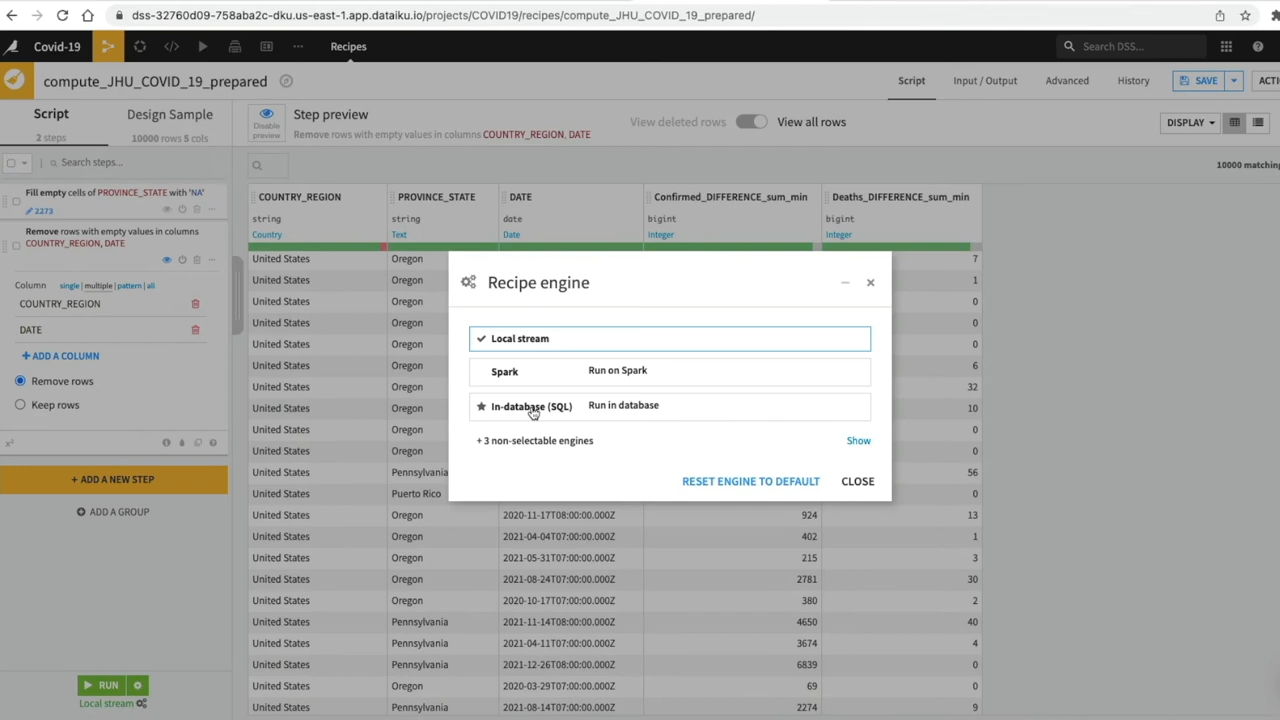 dss-32760d09-758aba2c-dku.us-east-1.app.dataiku.io/projects/COVID19/recipes/compute_JHU_COVID_19_prepared/
Covid-19
Recipes
Search DSS...
compute_JHU_COVID_19_prepared
Script
Input / Output
Advanced
History
SAVE
ACTI
Script
2 steps
Design Sample
10000 rows 5 cols
Disable preview
Step preview
Remove rows with empty values in columns COUNTRY_REGION, DATE
View deleted rows
View all rows
DISPLAY
Search steps...
10000 matching
Fill empty cells of PROVINCE_STATE with 'NA'
2273
Remove rows with empty values in columns
COUNTRY_REGION, DATE
Column single | multiple | pattern | all
COUNTRY_REGION
DATE
+ ADD A COLUMN
Remove rows
Keep rows
+ ADD A NEW STEP
ADD A GROUP
RUN
Local stream
COUNTRY_REGION PROVINCE_STATE DATE Confirmed_DIFFERENCE_sum_min Deaths_DIFFERENCE_sum_min
string string date bigint bigint
Country Text Date Integer Integer
United States Oregon 7
United States Oregon 1
United States Oregon 0
United States Oregon 0
United States Oregon 0
United States Oregon 6
United States Oregon 32
United States Oregon 10
United States Oregon 0
United States Oregon 0
United States Pennsylvania 56
United States Puerto Rico 0
United States Oregon 2020-11-17T08:00:00.000Z 924 13
United States Oregon 2021-04-04T07:00:00.000Z 402 1
United States Oregon 2021-05-31T07:00:00.000Z 215 3
United States Oregon 2021-08-24T07:00:00.000Z 2781 30
United States Oregon 2020-10-17T07:00:00.000Z 380 2
United States Pennsylvania 2021-11-14T08:00:00.000Z 4650 40
United States Pennsylvania 2021-04-11T07:00:00.000Z 3674 4
United States Pennsylvania 2021-12-26T08:00:00.000Z 6839 0
United States Oregon 2020-03-29T07:00:00.000Z 69 0
United States Pennsylvania 2021-08-14T07:00:00.000Z 2274 9
Recipe engine
Local stream
Spark Run on Spark
In-database (SQL) Run in database
+ 3 non-selectable engines Show
RESET ENGINE TO DEFAULT CLOSE